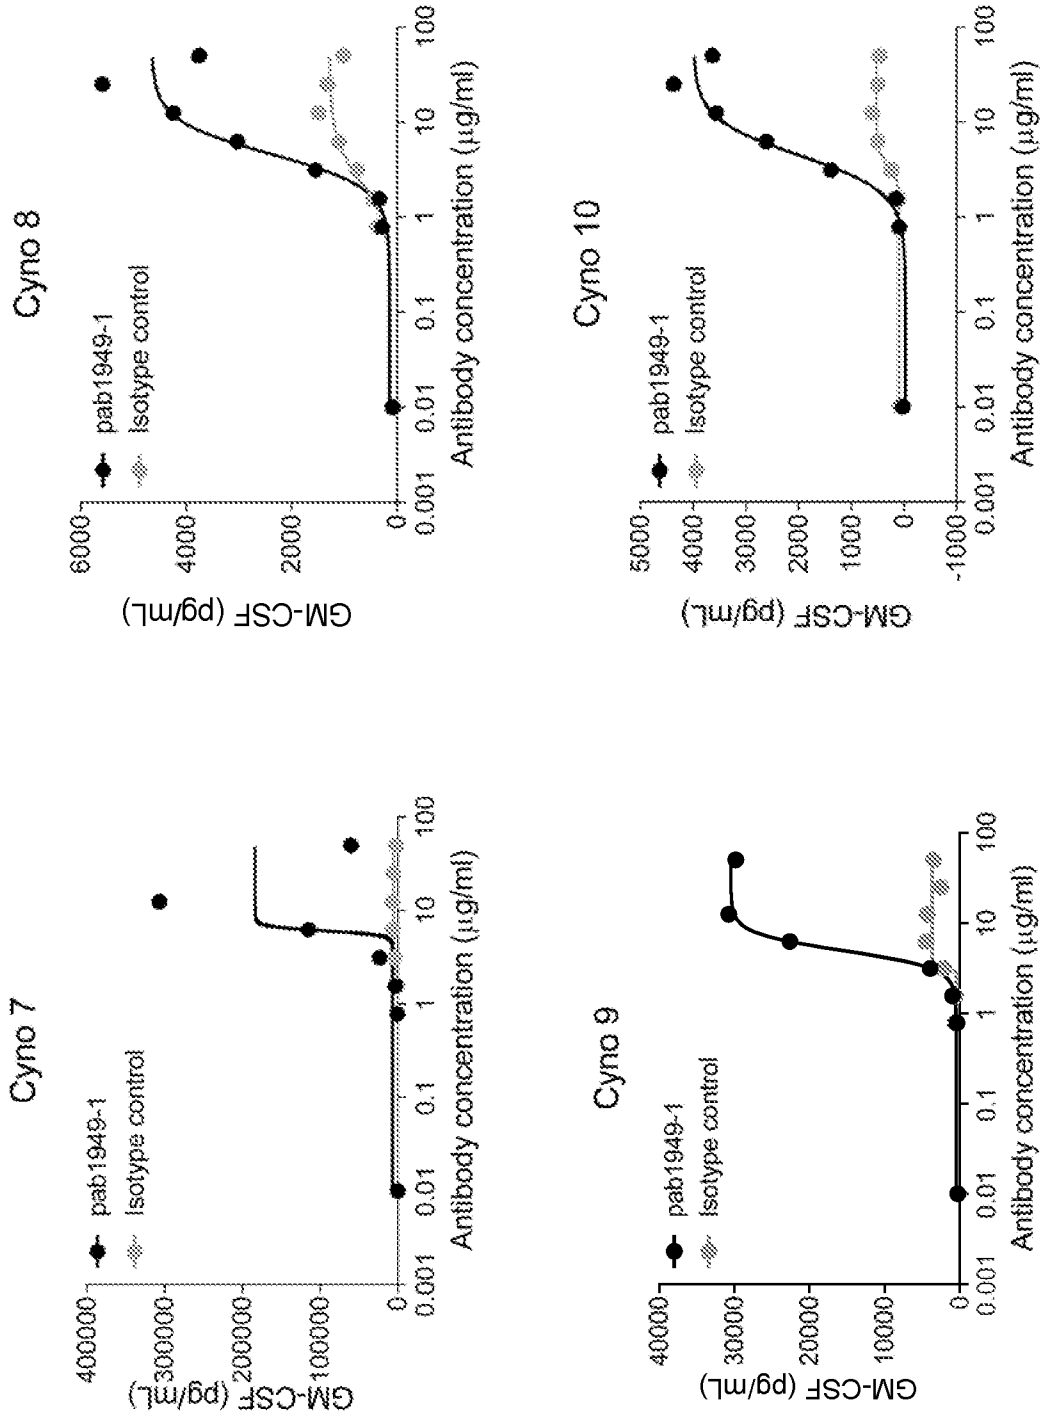 Cyno 7
pab1949-1
Isotype control
GM-CSF (pg/mL)
400000
300000
200000
100000
0
0.001
0.01
0.1
1
10
100
Antibody concentration (µg/ml)
Cyno 8
pab1949-1
Isotype control
GM-CSF (pg/mL)
6000
4000
2000
0
0.001
0.01
0.1
1
10
100
Antibody concentration (µg/ml)
Cyno 9
pab1949-1
Isotype control
GM-CSF (pg/mL)
40000
30000
20000
10000
0
0.001
0.01
0.1
1
10
100
Antibody concentration (µg/ml)
Cyno 10
pab1949-1
Isotype control
GM-CSF (pg/mL)
5000
4000
3000
2000
1000
0
-1000
0.001
0.01
0.1
1
10
100
Antibody concentration (µg/ml)